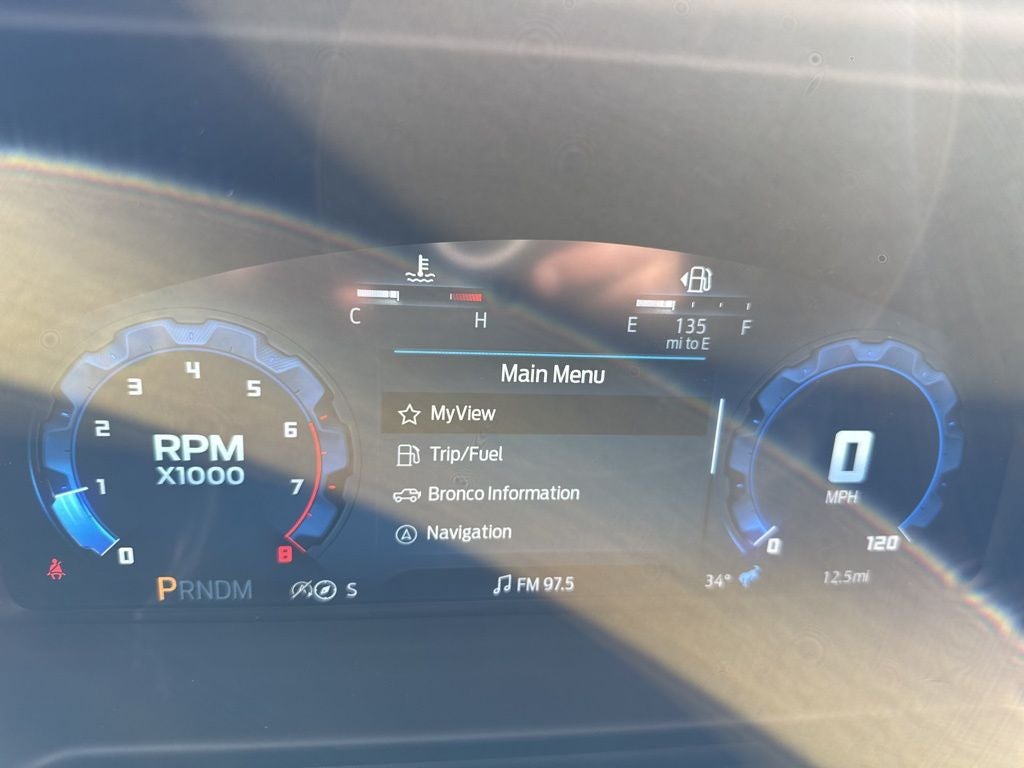 C H
E 135 F
mi to E
Main Menu
MyView
Trip/Fuel
Bronco Information
Navigation
4
3 5
2 6
RPM
X1000
1 7
0 8
0
MPH
0 120
PRNDM
S
FM 97.5
34°
12.5mi